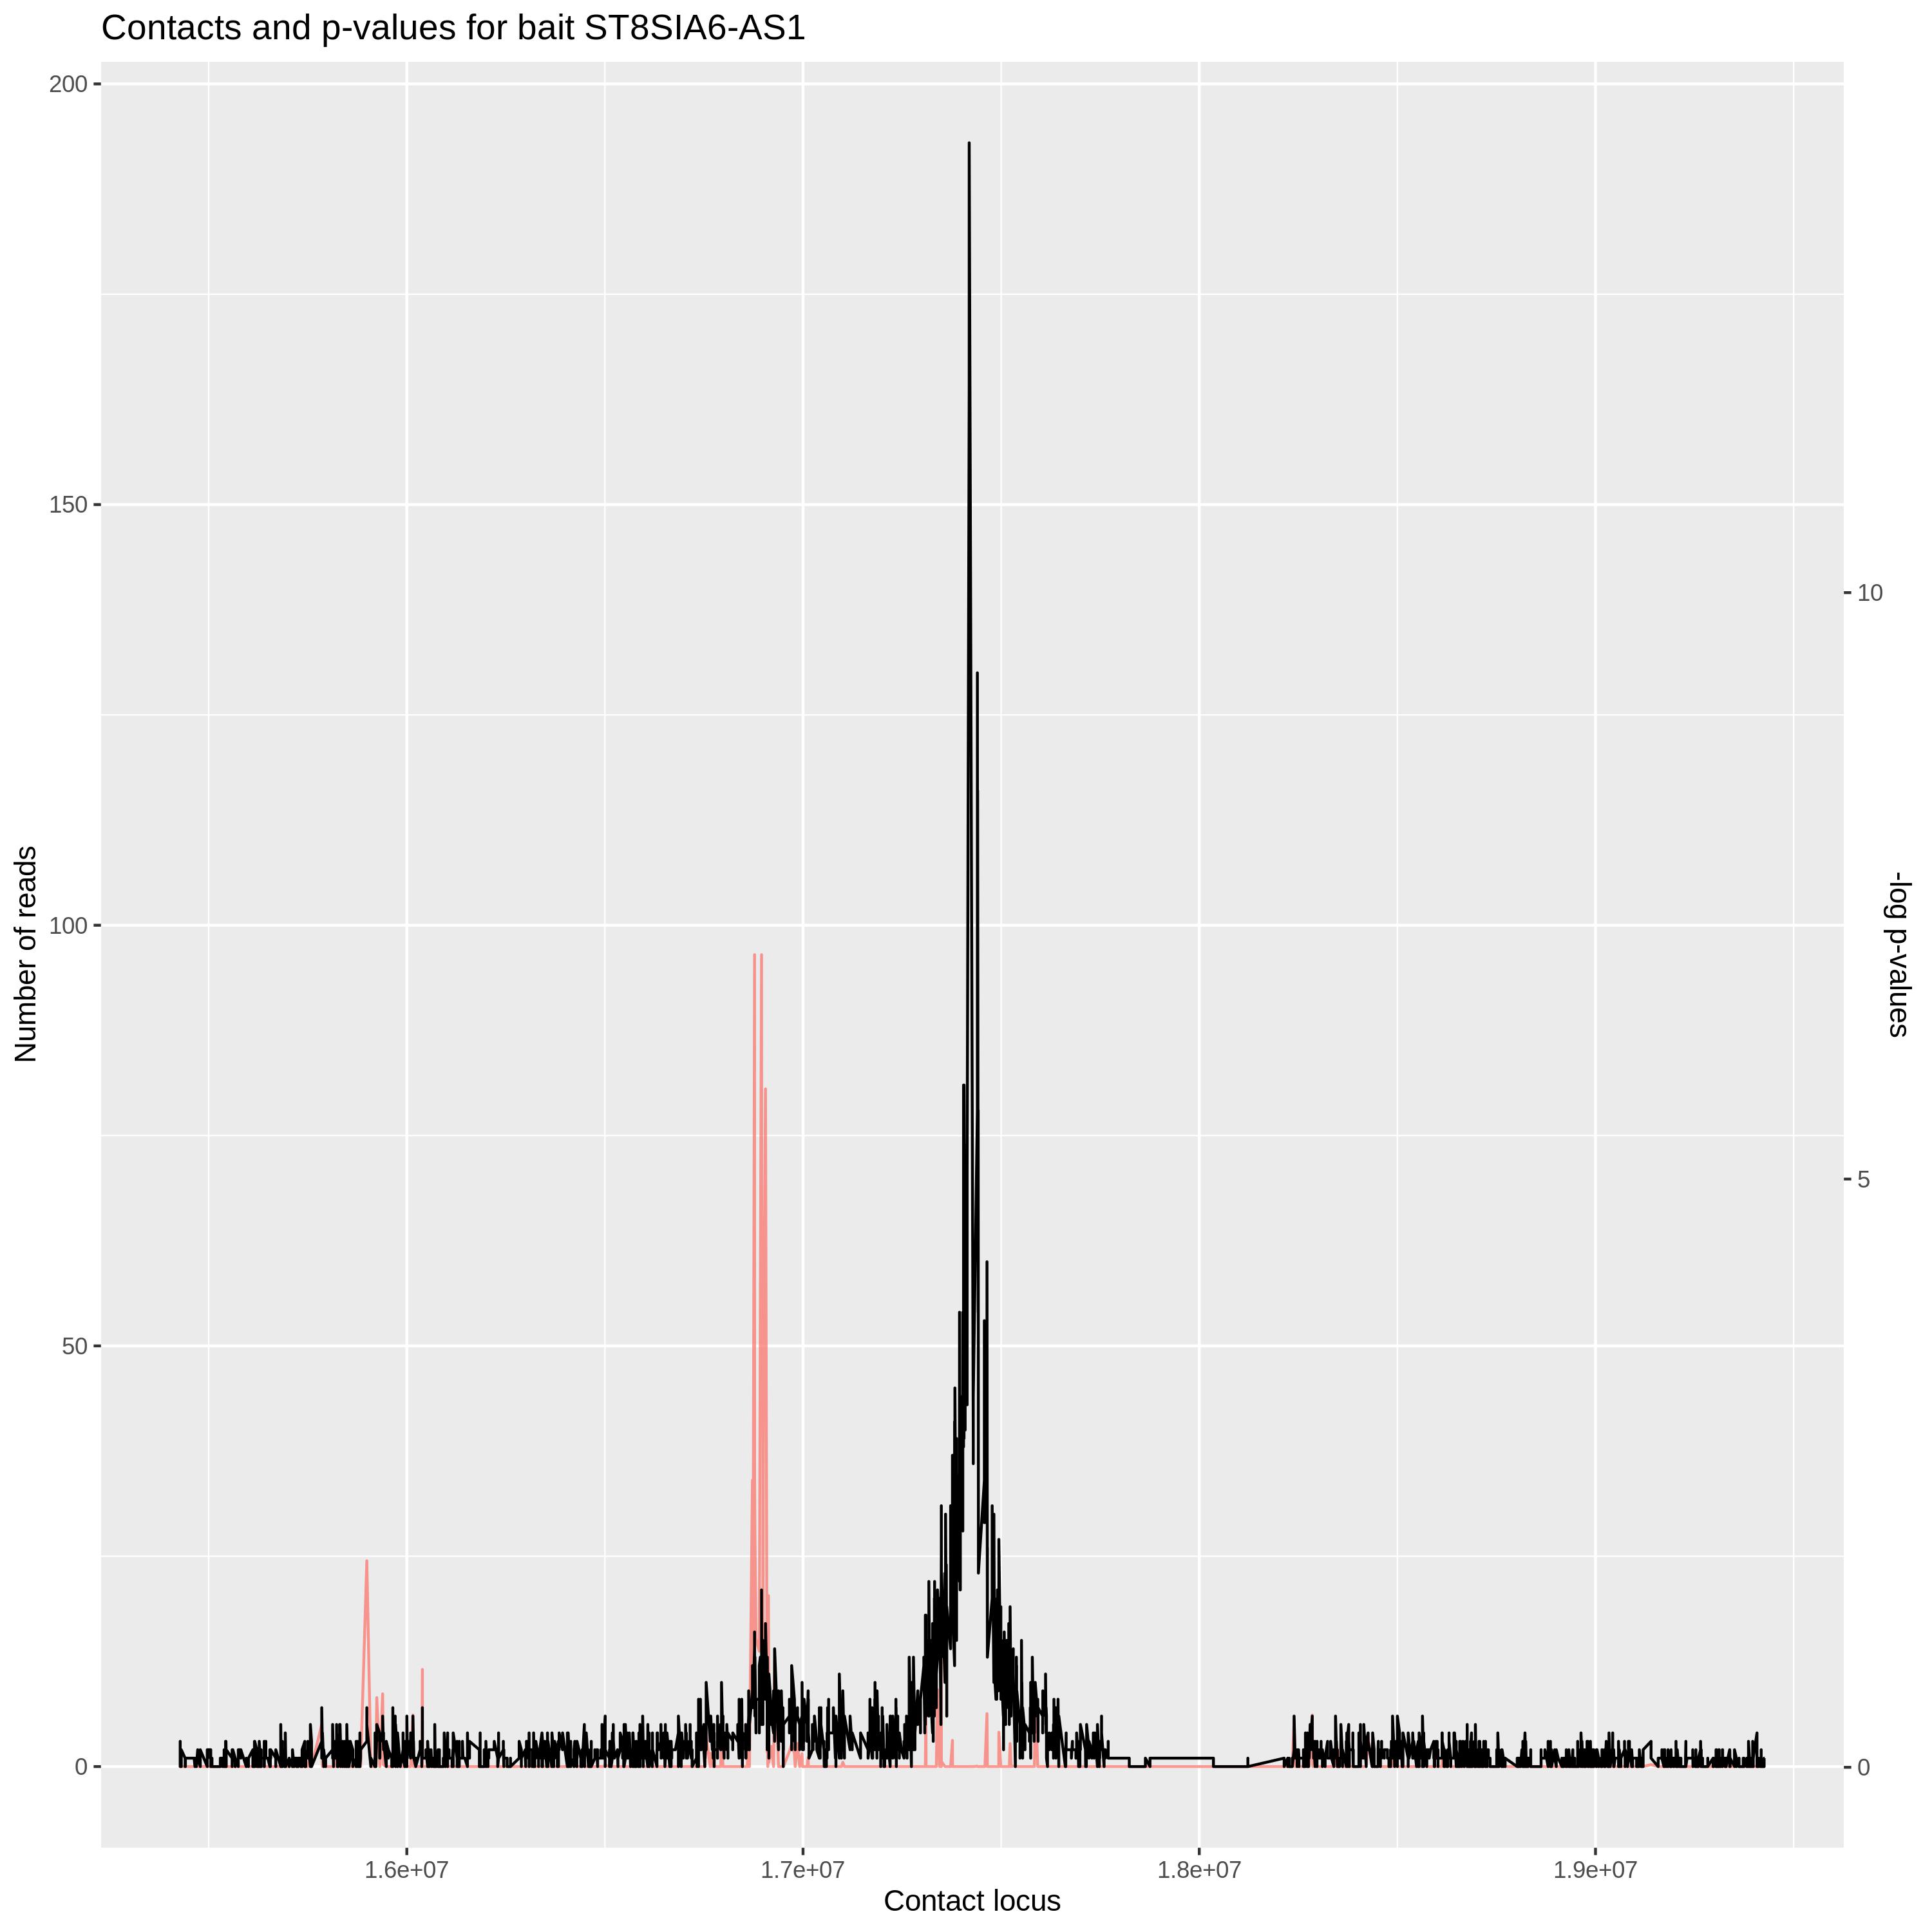 Contacts and p-values for bait ST8SIA6-AS1
200
150
100
50
0
Number of reads
10
5
0
-log p-values
1.6e+07
1.7e+07
1.8e+07
1.9e+07
Contact locus